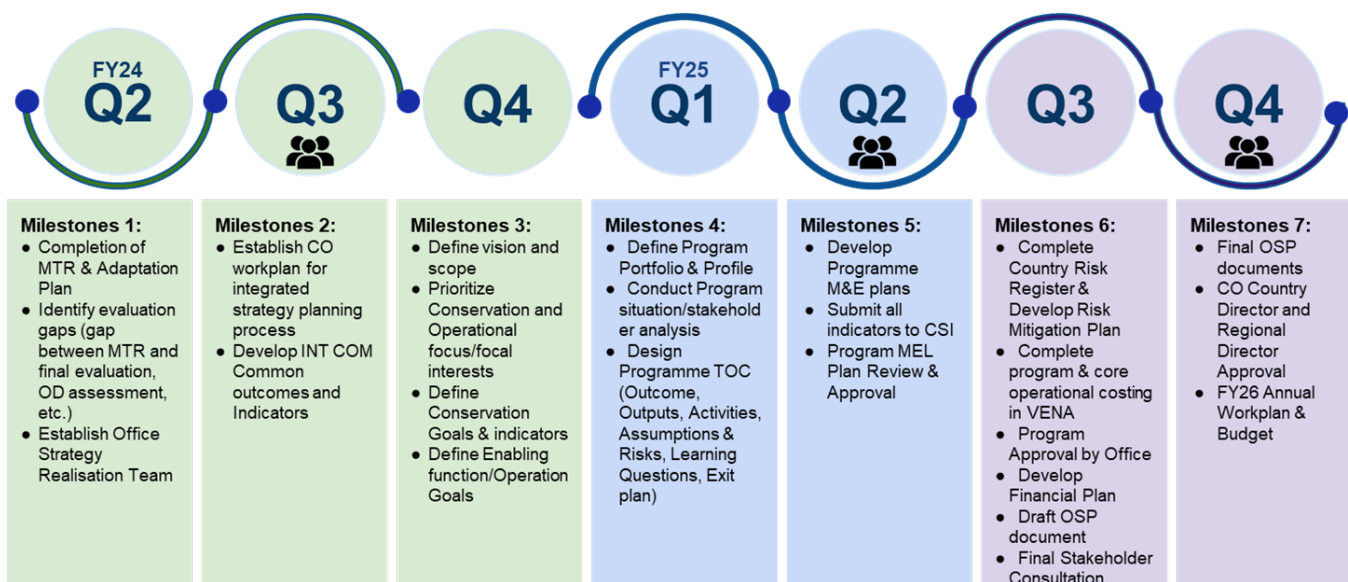 FY24
Q2
Q3
Q4
FY25
Q1
Q2
Q3
Q4
Milestones 1:
● Completion of
MTR & Adaptation
Plan
● Identify evaluation
gaps (gap
between MTR and
final evaluation,
OD assessment,
etc.)
● Establish Office
Strategy
Realisation Team
Milestones 2:
● Establish CO
workplan for
integrated
strategy planning
process
● Develop INT COM
Common
outcomes and
Indicators
Milestones 3:
● Define vision and
scope
● Prioritize
Conservation and
Operational
focus/focal
interests
● Define
Conservation
Goals & indicators
● Define Enabling
function/Operation
Goals
Milestones 4:
● Define Program
Portfolio & Profile
● Conduct Program
situation/stakehold
er analysis
● Design
Programme TOC
(Outcome,
Outputs, Activities,
Assumptions &
Risks, Learning
Questions, Exit
plan)
Milestones 5:
● Develop
Programme
M&E plans
● Submit all
indicators to CSI
● Program MEL
Plan Review &
Approval
Milestones 6:
● Complete
Country Risk
Register &
Develop Risk
Mitigation Plan
● Complete
program & core
operational costing
in VENA
● Program
Approval by Office
● Develop
Financial Plan
● Draft OSP
document
● Final Stakeholder
Consultation
Milestones 7:
● Final OSP
documents
● CO Country
Director and
Regional
Director
Approval
● FY26 Annual
Workplan &
Budget